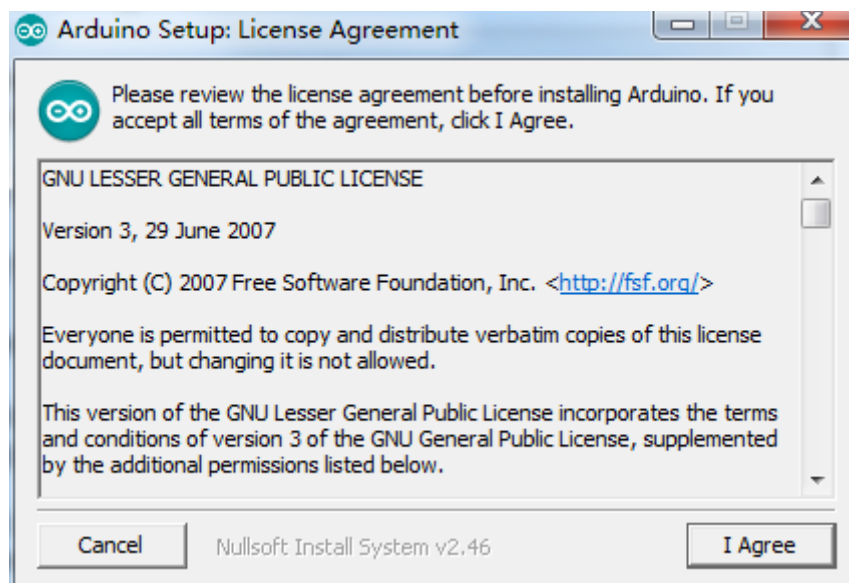 Arduino Setup: License Agreement
Please review the license agreement before installing Arduino. If you
accept all terms of the agreement, click I Agree.
GNU LESSER GENERAL PUBLIC LICENSE
Version 3, 29 June 2007
Copyright (C) 2007 Free Software Foundation, Inc. <http://fsf.org/>
Everyone is permitted to copy and distribute verbatim copies of this license
document, but changing it is not allowed.
This version of the GNU Lesser General Public License incorporates the terms
and conditions of version 3 of the GNU General Public License, supplemented
by the additional permissions listed below.
Cancel
Nullsoft Install System v2.46
I Agree